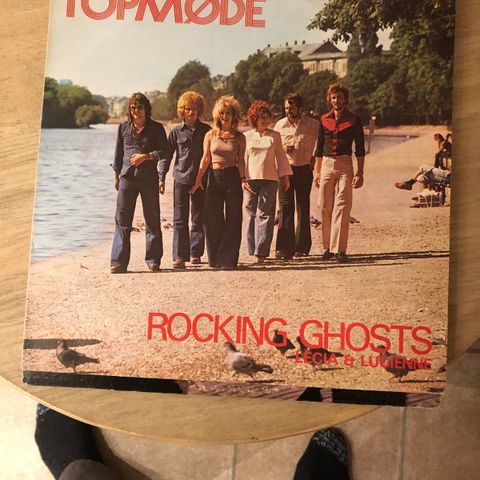 TOPMØDE
ROCKING GHOSTS
LECIA & LUCIENNE